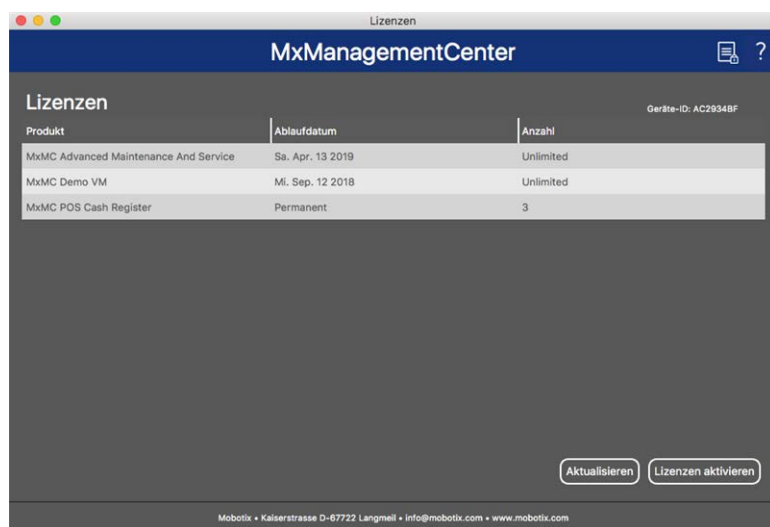 Lizenzen
MxManagementCenter
?
Lizenzen
Geräte-ID: AC2934BF
Produkt Ablaufdatum Anzahl
MxMC Advanced Maintenance And Service Sa. Apr. 13 2019 Unlimited
MxMC Demo VM Mi. Sep. 12 2018 Unlimited
MxMC POS Cash Register Permanent 3
Aktualisieren Lizenzen aktivieren
Mobotix • Kaiserstrasse D-67722 Langmeil • info@mobotix.com • www.mobotix.com